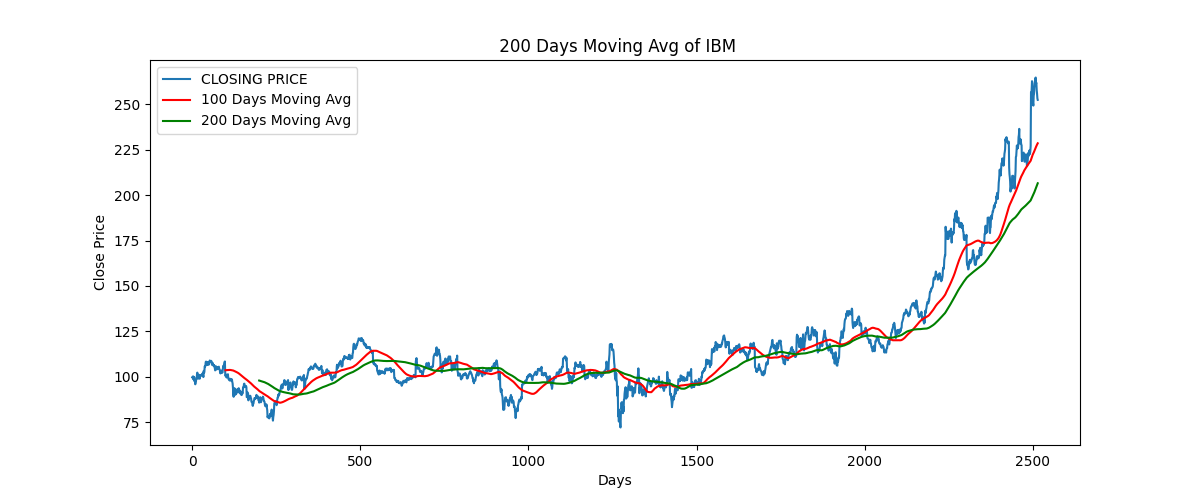 200 Days Moving Avg of IBM
CLOSING PRICE
100 Days Moving Avg
200 Days Moving Avg
250
225
200
175
150
125
100
75
Close Price
0 500 1000 1500 2000 2500
Days